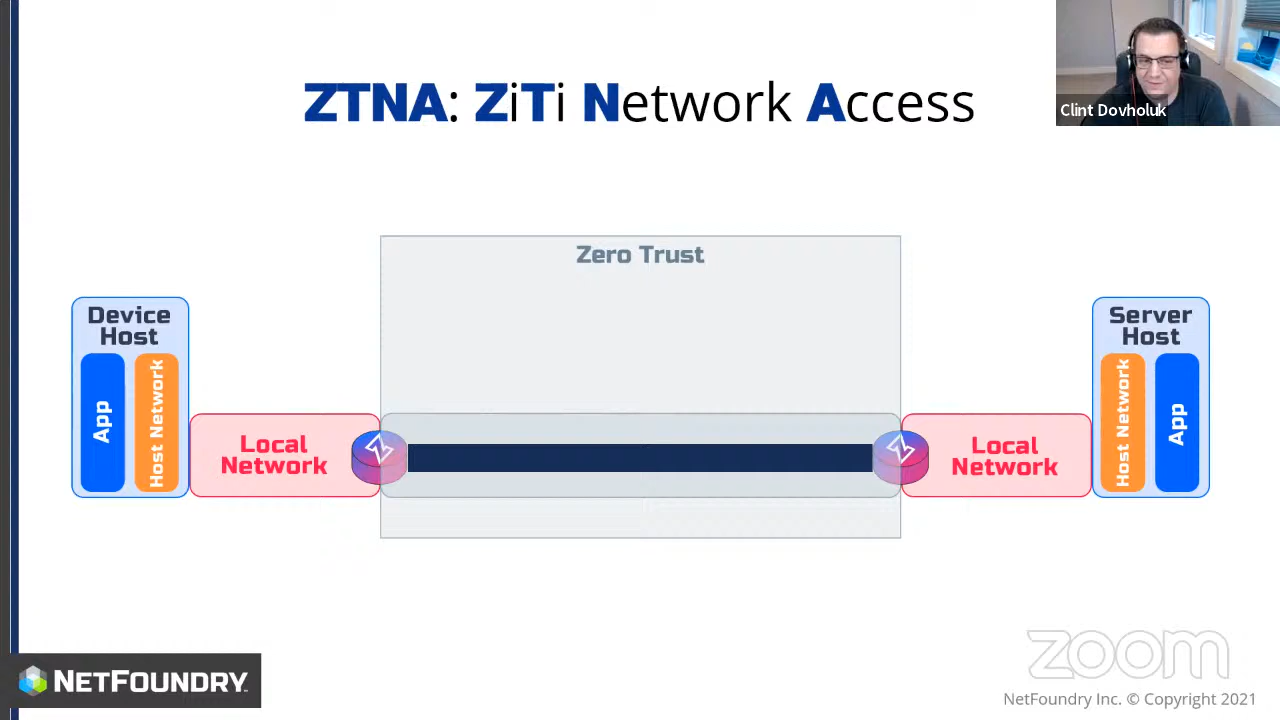 ZTNA: ZiTi Network Access
Clint Dovholuk
Zero Trust
Device
Host
App
Host Network
Local
Network
Local
Network
Server
Host
Host Network
App
NETFOUNDRY
zoom
NetFoundry Inc. © Copyright 2021